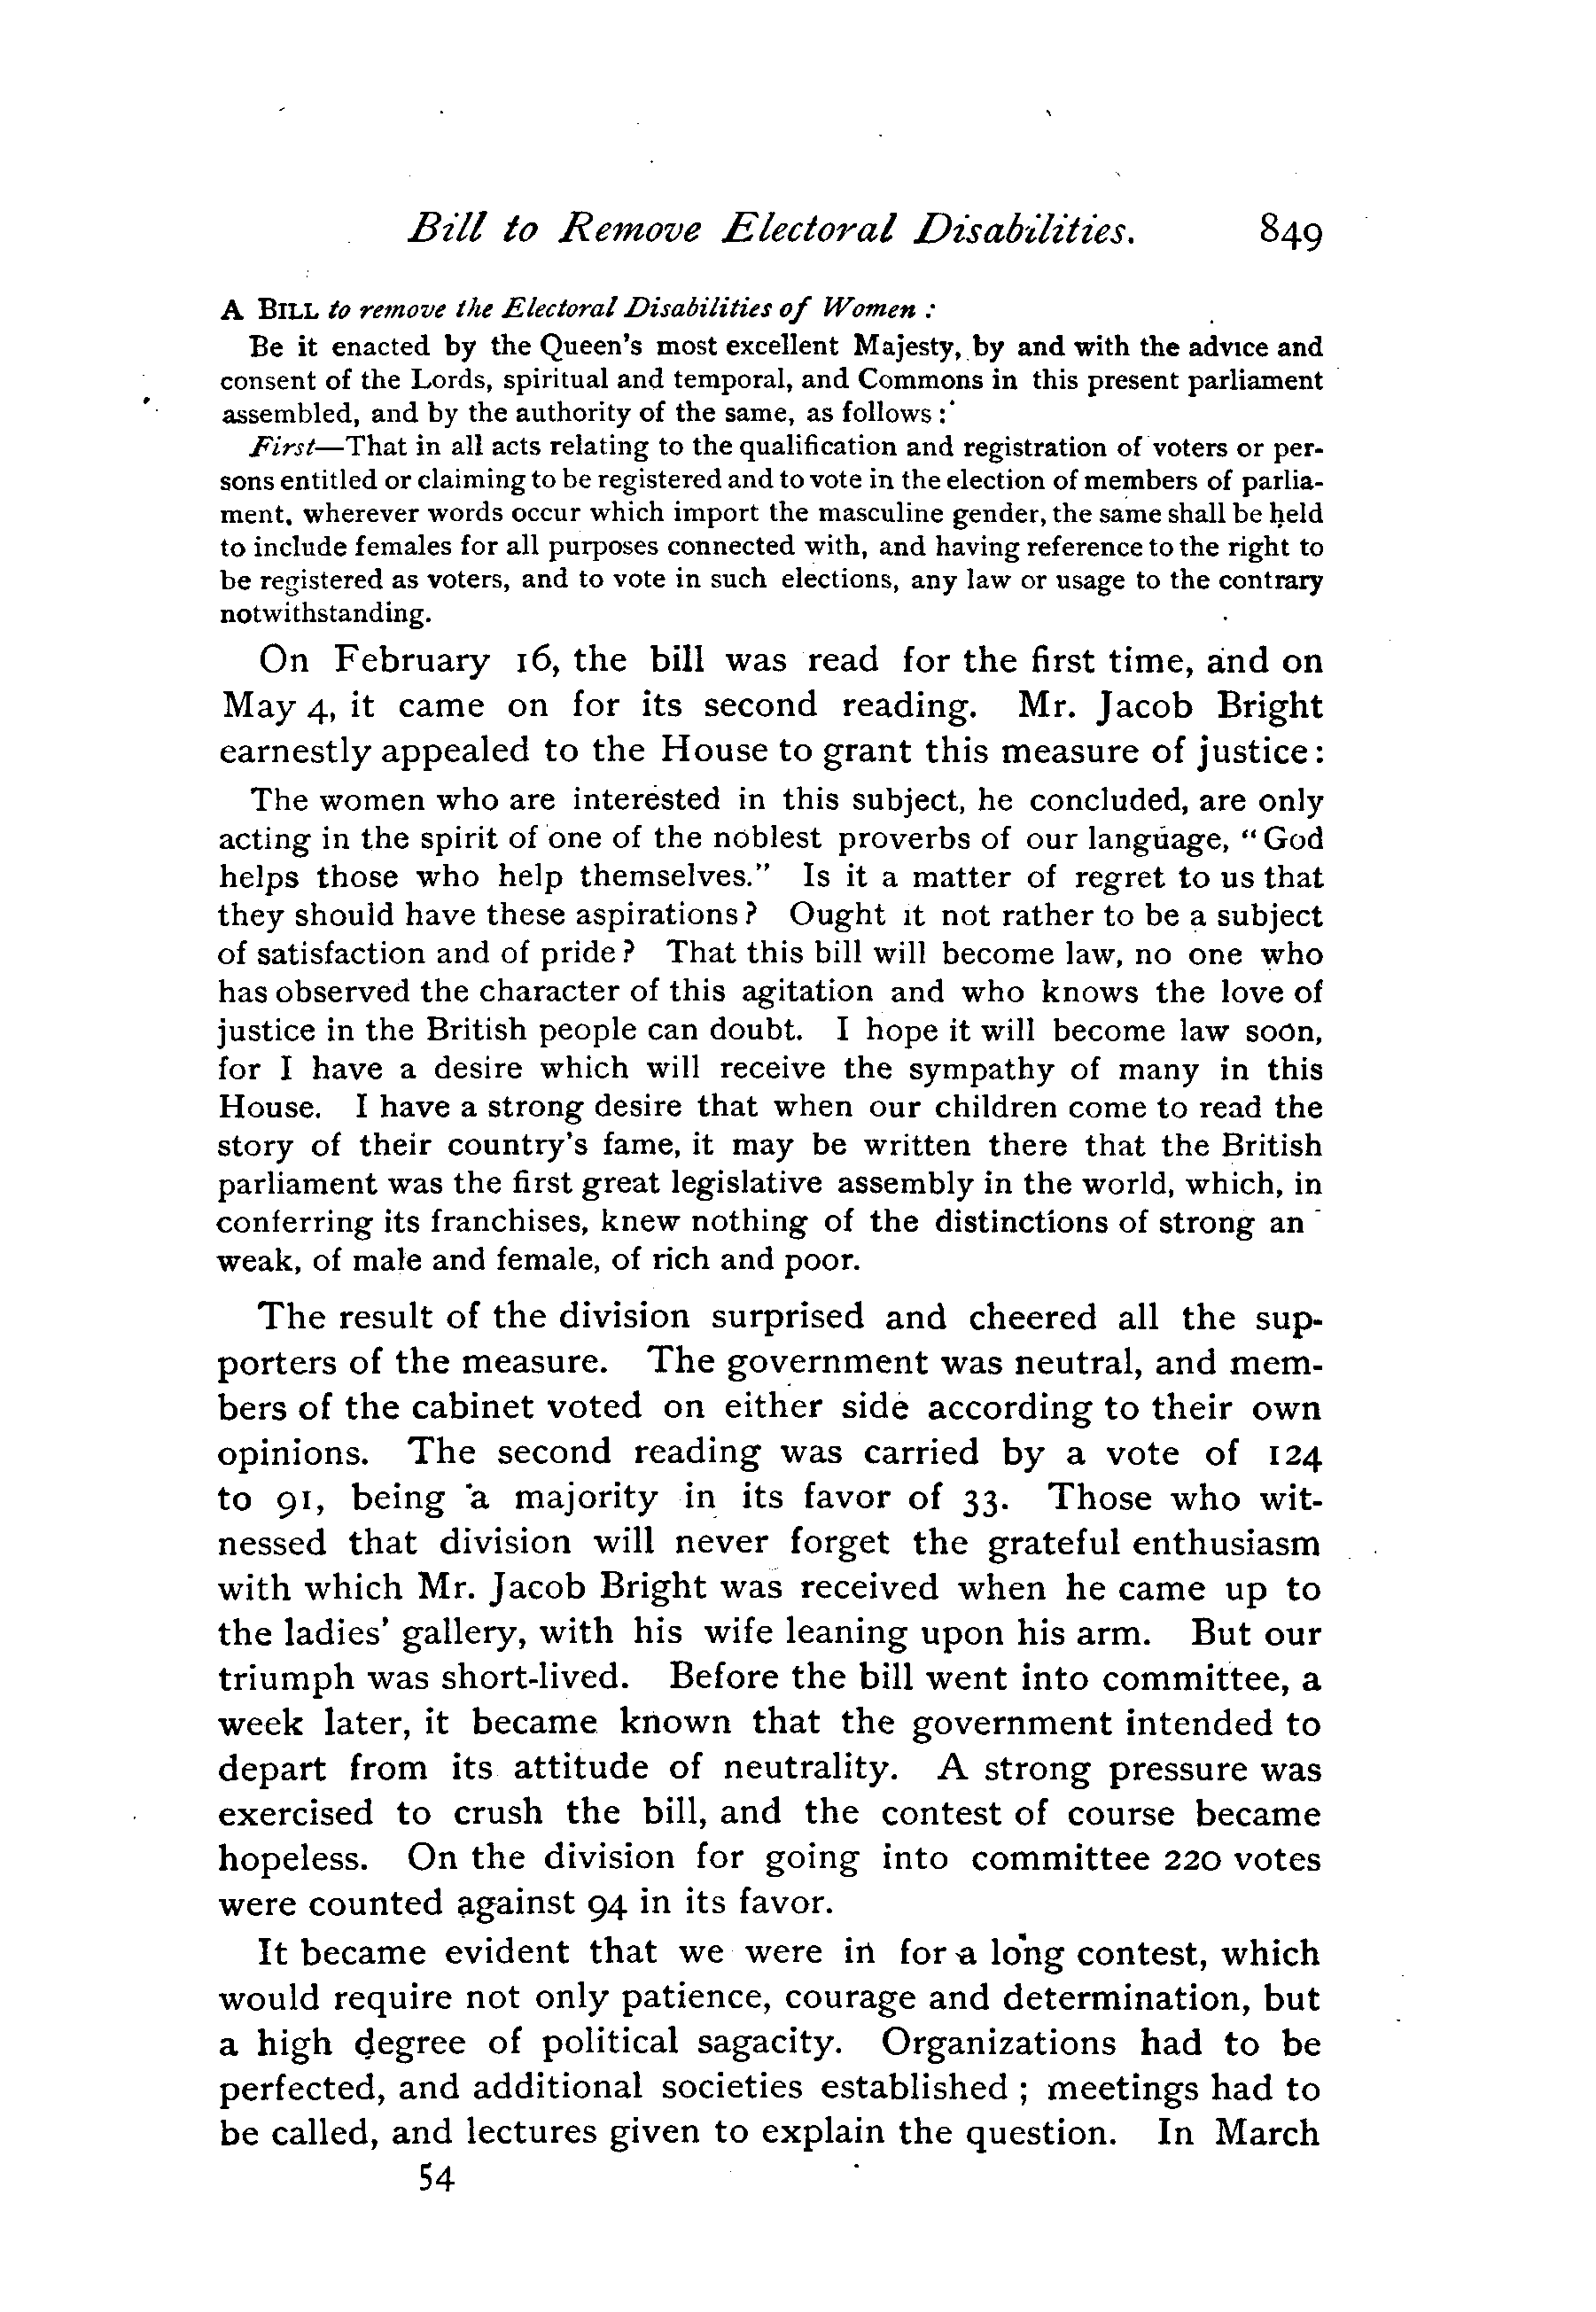 Bill to Remove Electoral Disabilities. 849
A BILL to remove the Electoral Disabilities of Women :
Be it enacted by the Queen's most excellent Majesty, by and with the advice and
consent of the Lords, spiritual and temporal, and Commons in this present parliament
assembled, and by the authority of the same, as follows :
First—That in all acts relating to the qualification and registration of voters or per-
sons entitled or claiming to be registered and to vote in the election of members of parlia-
ment, wherever words occur which import the masculine gender, the same shall be held
to include females for all purposes connected with, and having reference to the right to
be registered as voters, and to vote in such elections, any law or usage to the contrary
notwithstanding.
On February 16, the bill was read for the first time, and on
May 4, it came on for its second reading. Mr. Jacob Bright
earnestly appealed to the House to grant this measure of justice:
The women who are interested in this subject, he concluded, are only
acting in the spirit of one of the noblest proverbs of our language, "God
helps those who help themselves." Is it a matter of regret to us that
they should have these aspirations? Ought it not rather to be a subject
of satisfaction and of pride? That this bill will become law, no one who
has observed the character of this agitation and who knows the love of
justice in the British people can doubt. I hope it will become law soon,
for I have a desire which will receive the sympathy of many in this
House. I have a strong desire that when our children come to read the
story of their country's fame, it may be written there that the British
parliament was the first great legislative assembly in the world, which, in
conferring its franchises, knew nothing of the distinctions of strong an
weak, of male and female, of rich and poor.
The result of the division surprised and cheered all the sup-
porters of the measure. The government was neutral, and mem-
bers of the cabinet voted on either side according to their own
opinions. The second reading was carried by a vote of 124
to 91, being a majority in its favor of 33. Those who wit-
nessed that division will never forget the grateful enthusiasm
with which Mr. Jacob Bright was received when he came up to
the ladies' gallery, with his wife leaning upon his arm. But our
triumph was short-lived. Before the bill went into committee, a
week later, it became known that the government intended to
depart from its attitude of neutrality. A strong pressure was
exercised to crush the bill, and the contest of course became
hopeless. On the division for going into committee 220 votes
were counted against 94 in its favor.
It became evident that we were in for a long contest, which
would require not only patience, courage and determination, but
a high degree of political sagacity. Organizations had to be
perfected, and additional societies established ; meetings had to
be called, and lectures given to explain the question. In March
54